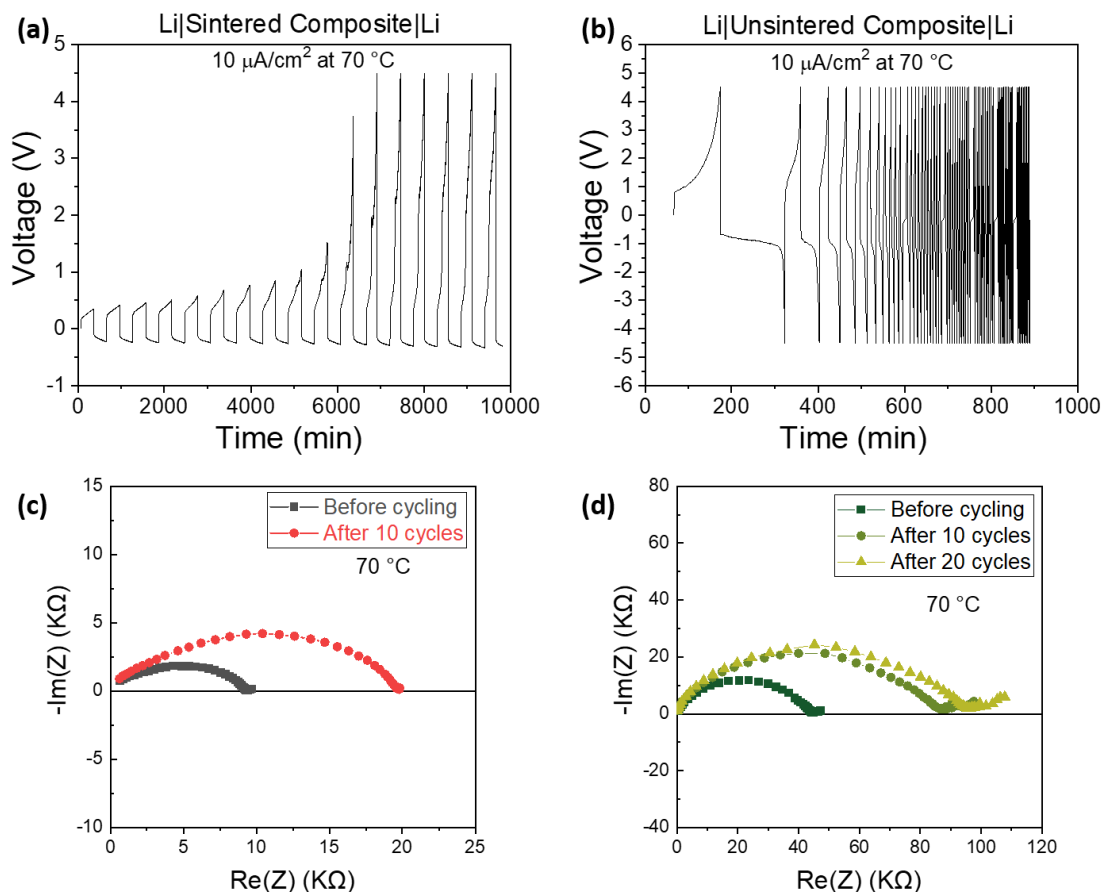 (a)
Li|Sintered Composite|Li
10 μA/cm² at 70 °C
5
4
3
2
1
0
-1
Voltage (V)
0
2000
4000
6000
8000
10000
Time (min)
(b)
Li|Unsintered Composite|Li
10 μA/cm² at 70 °C
6
5
4
3
2
1
0
-1
-2
-3
-4
-5
-6
Voltage (V)
0
200
400
600
800
1000
Time (min)
(c)
Before cycling
After 10 cycles
70 °C
15
10
5
0
-5
-10
-Im(Z) (KΩ)
0
5
10
15
20
25
Re(Z) (KΩ)
(d)
Before cycling
After 10 cycles
After 20 cycles
70 °C
80
60
40
20
0
-20
-40
-Im(Z) (KΩ)
0
20
40
60
80
100
120
Re(Z) (KΩ)